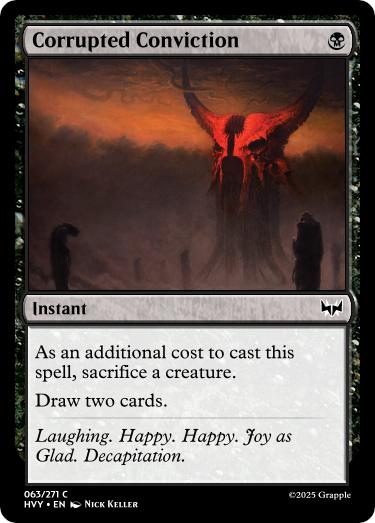 Corrupted Conviction
Instant
As an additional cost to cast this
spell, sacrifice a creature.
Draw two cards.
Laughing. Happy. Happy. Joy as
Glad. Decapitation.
063/271 C
HVY • EN Nick Keller
©2025 Grapple